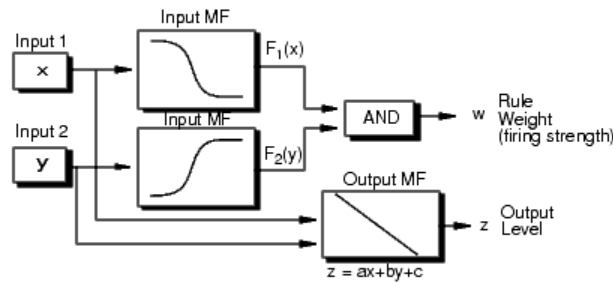 Input MF
Input 1
x
F1(x)
Input MF
AND
w
Rule
Weight
(firing strength)
Input 2
y
F2(y)
Output MF
z
Output
Level
z = ax+by+c